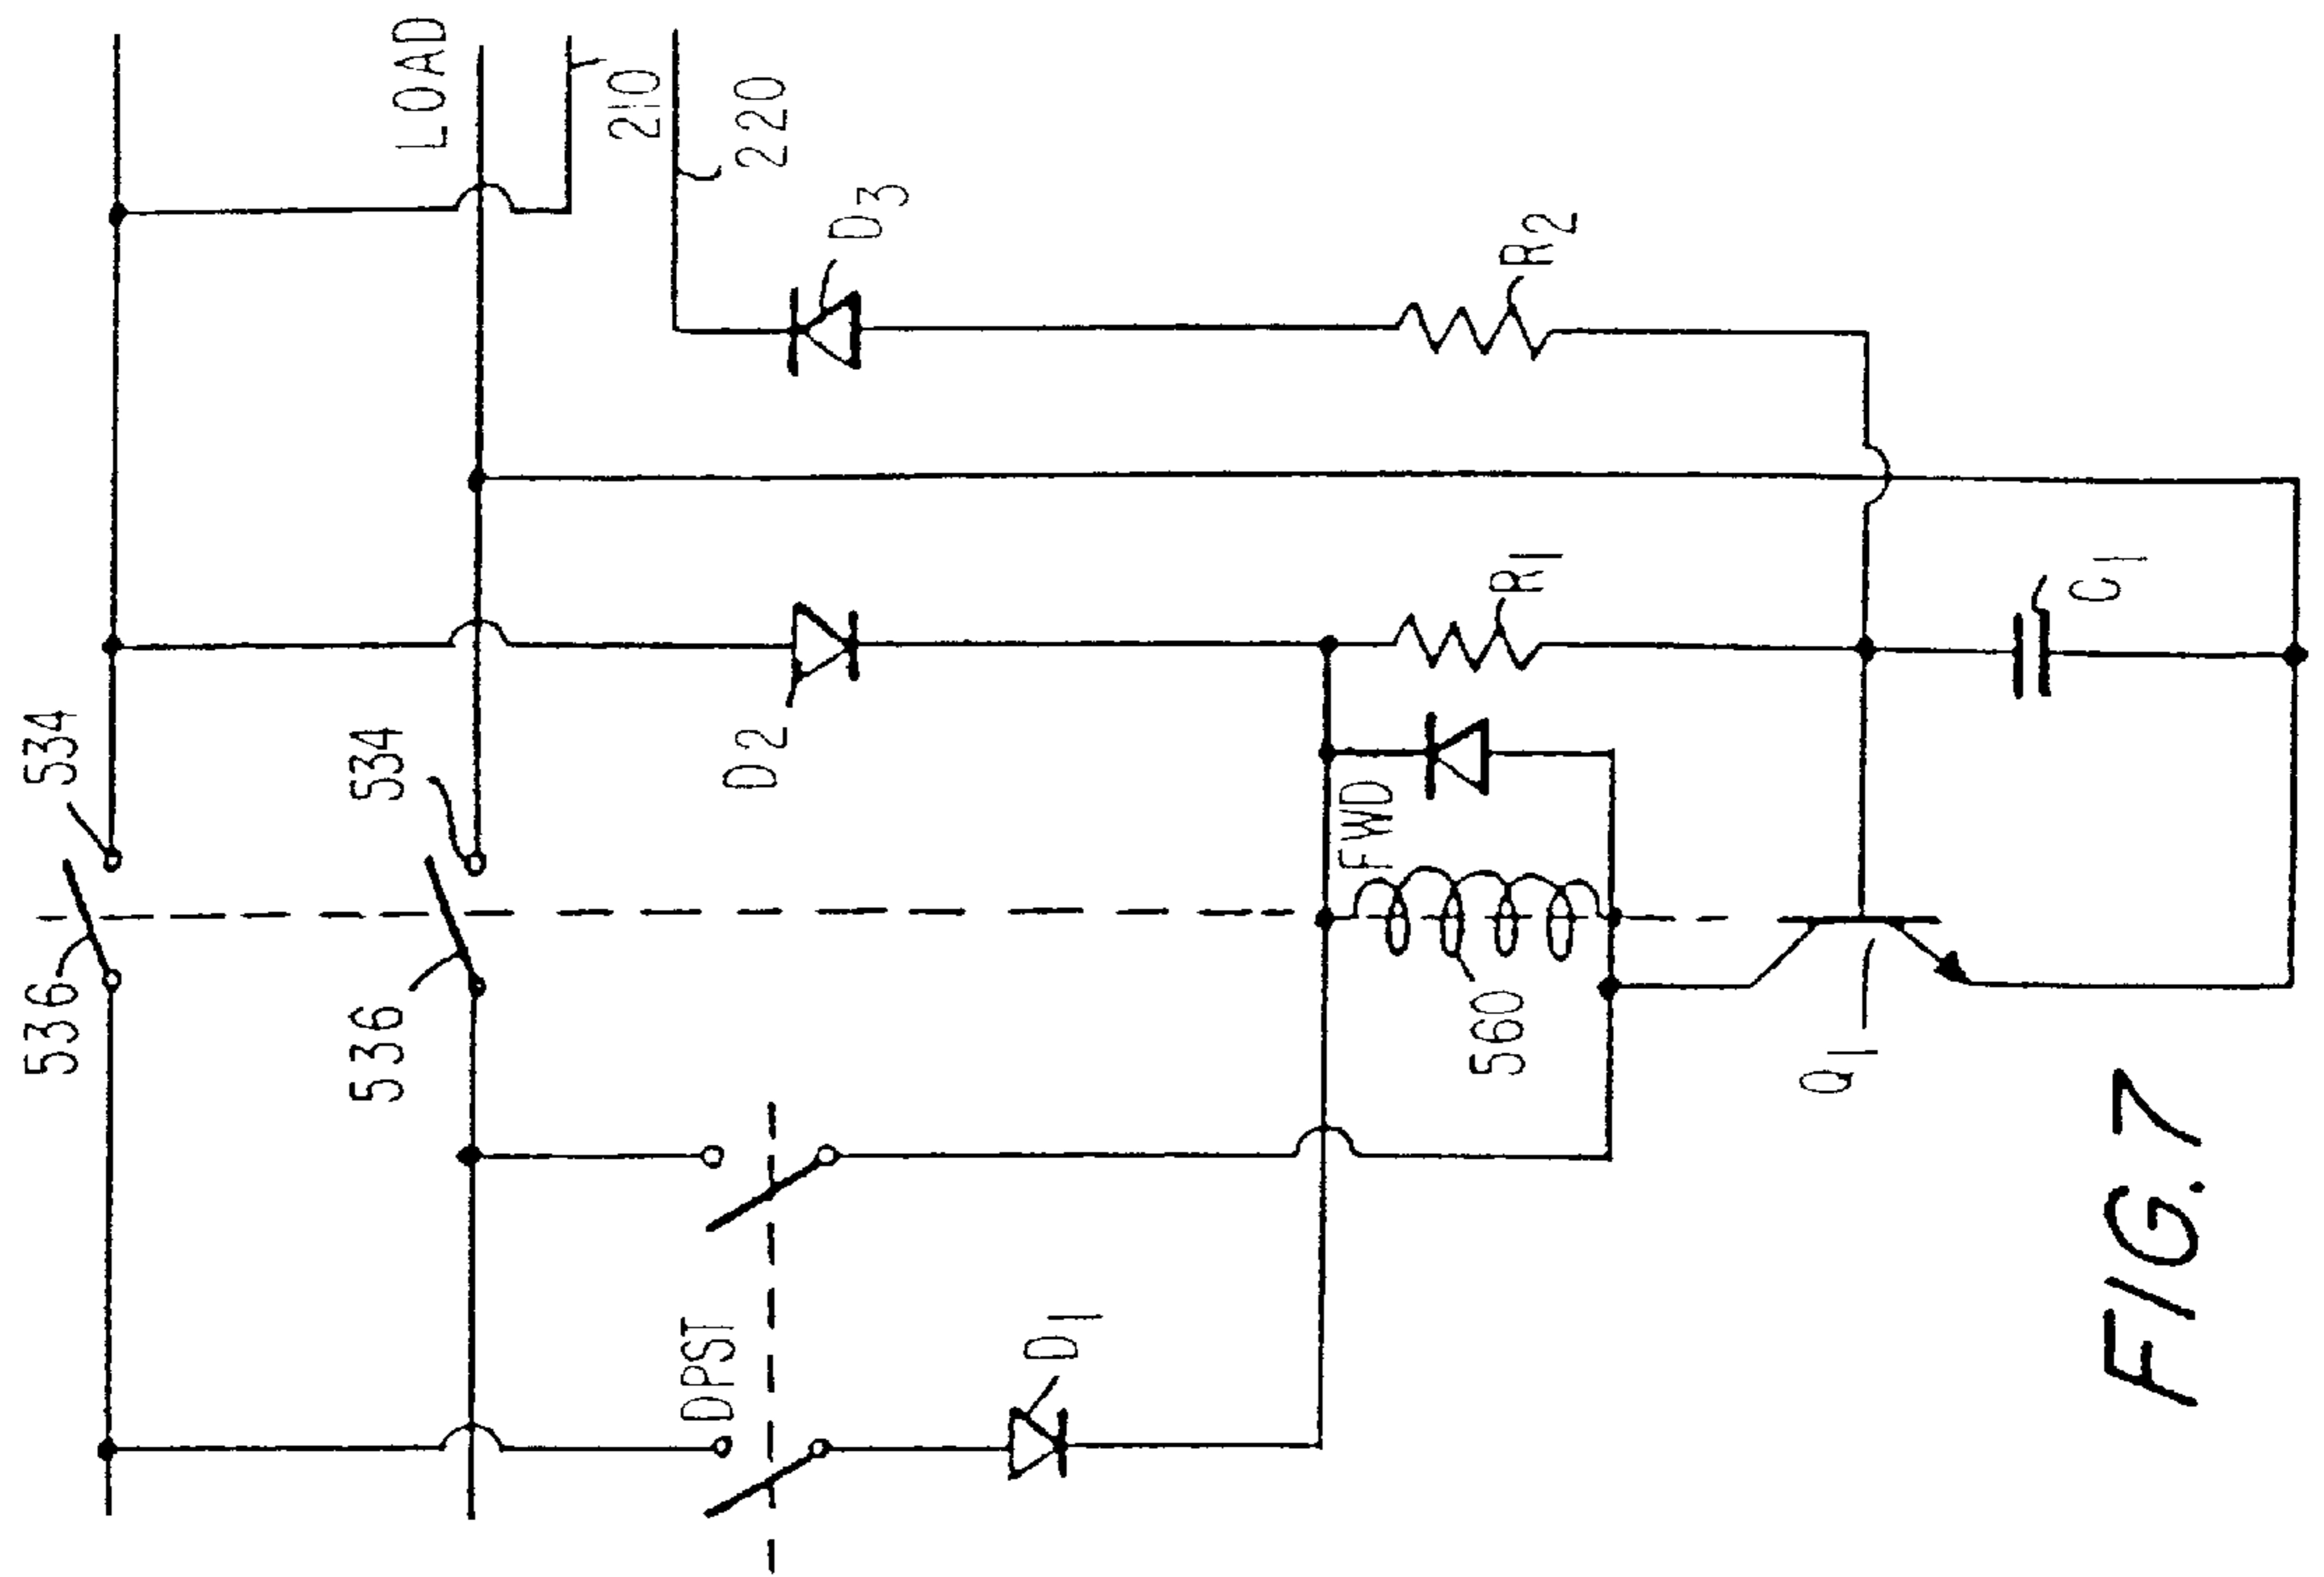 536
534
536
534
LOAD
210
220
DPST
D2
D3
D1
560
FWD
R1
R2
Q1
C1
FIG.7